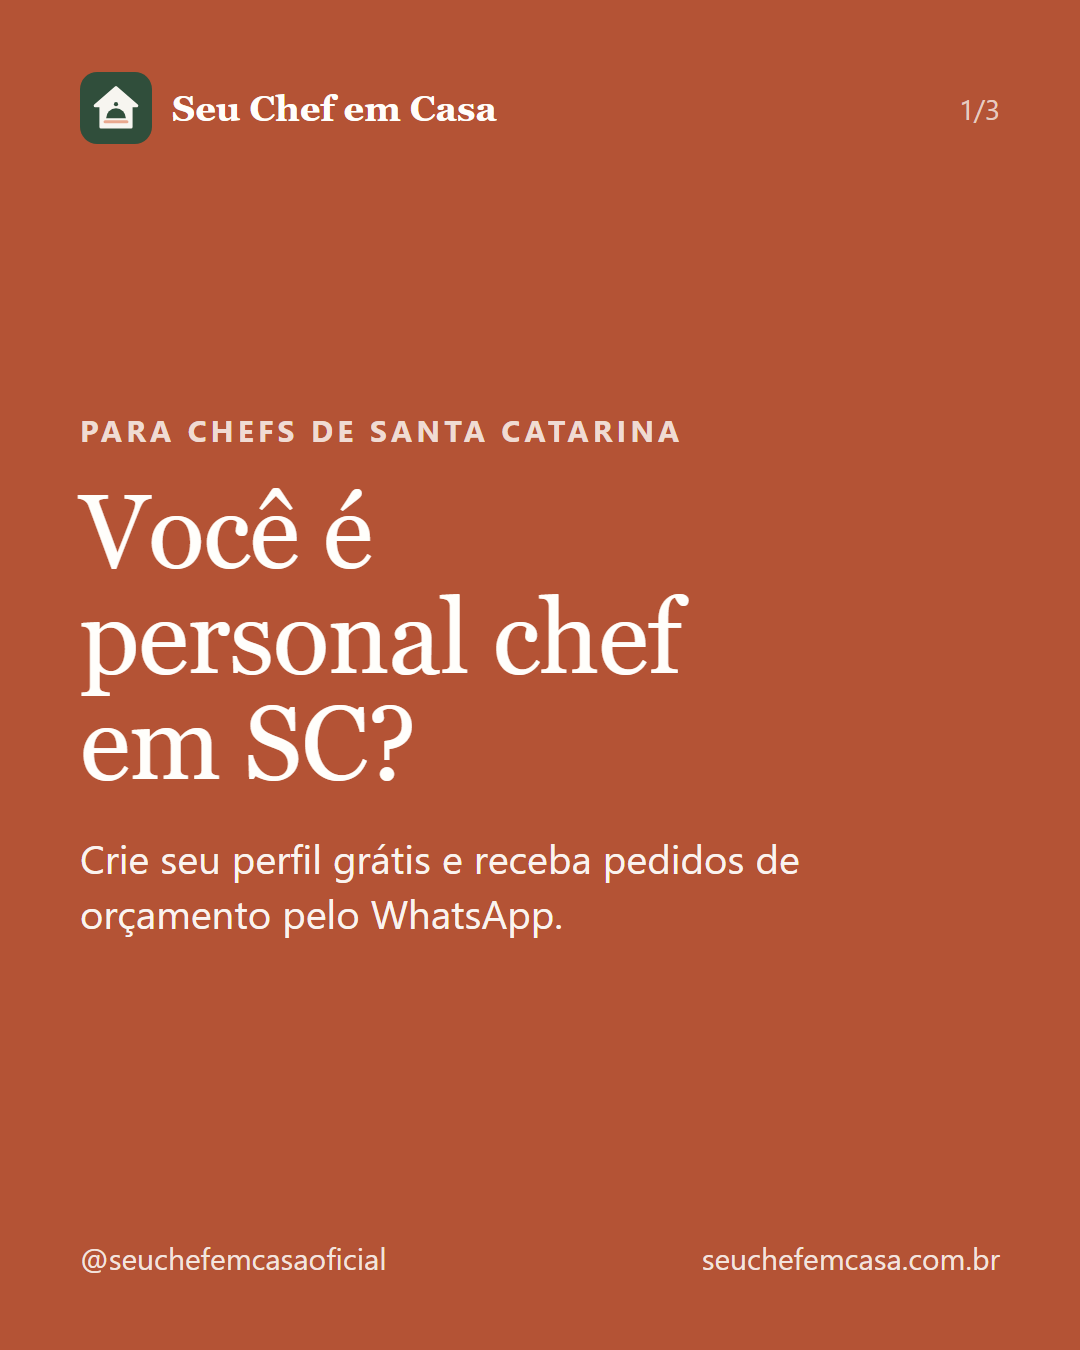 Seu Chef em Casa
1/3
PARA CHEFS DE SANTA CATARINA
Você é
personal chef
em SC?
Crie seu perfil grátis e receba pedidos de
orçamento pelo WhatsApp.
@seuchefemcasaoficial
seuchefemcasa.com.br